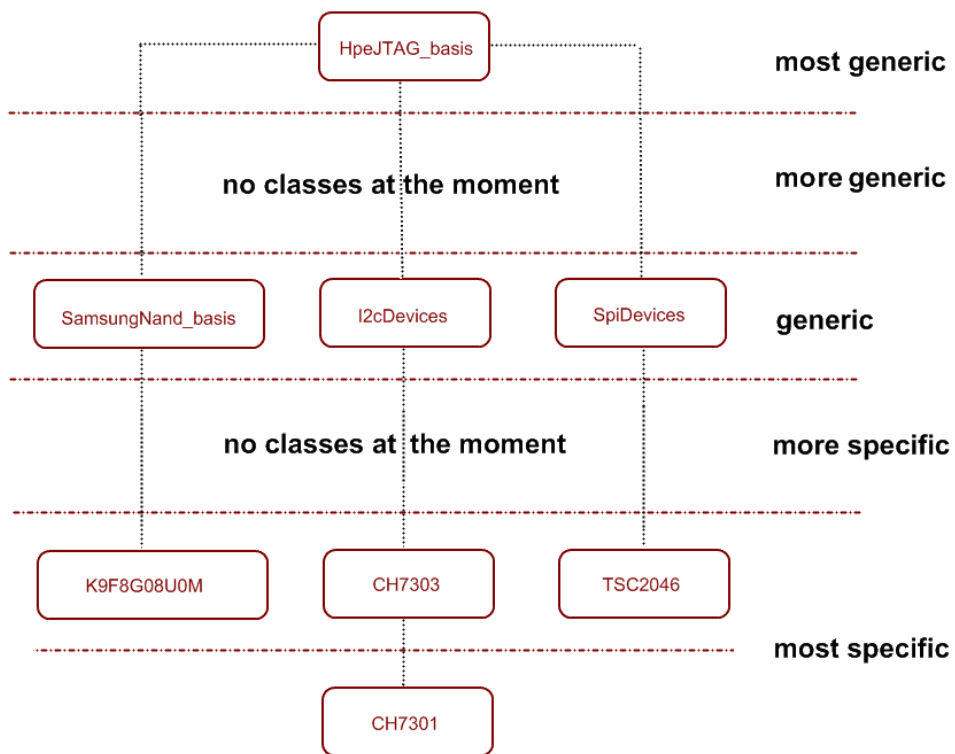 HpeJTAG_basis
most generic
no classes at the moment
more generic
SamsungNand_basis
I2cDevices
SpiDevices
generic
no classes at the moment
more specific
K9F8G08U0M
CH7303
TSC2046
most specific
CH7301